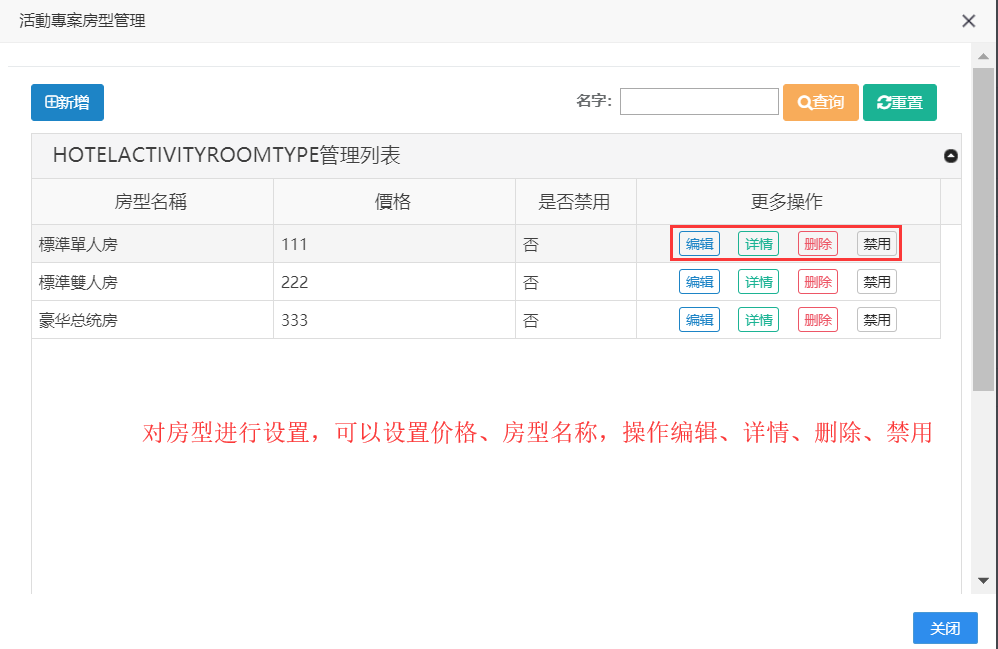 活動專案房型管理
新增 名字: 查询 重置
HOTELACTIVITYROOMTYPE管理列表
房型名稱 價格 是否禁用 更多操作
標準單人房 111 否 编辑 详情 删除 禁用
標準雙人房 222 否 编辑 详情 删除 禁用
豪华总统房 333 否 编辑 详情 删除 禁用
对房型进行设置，可以设置价格、房型名称，操作编辑、详情、删除、禁用
关闭